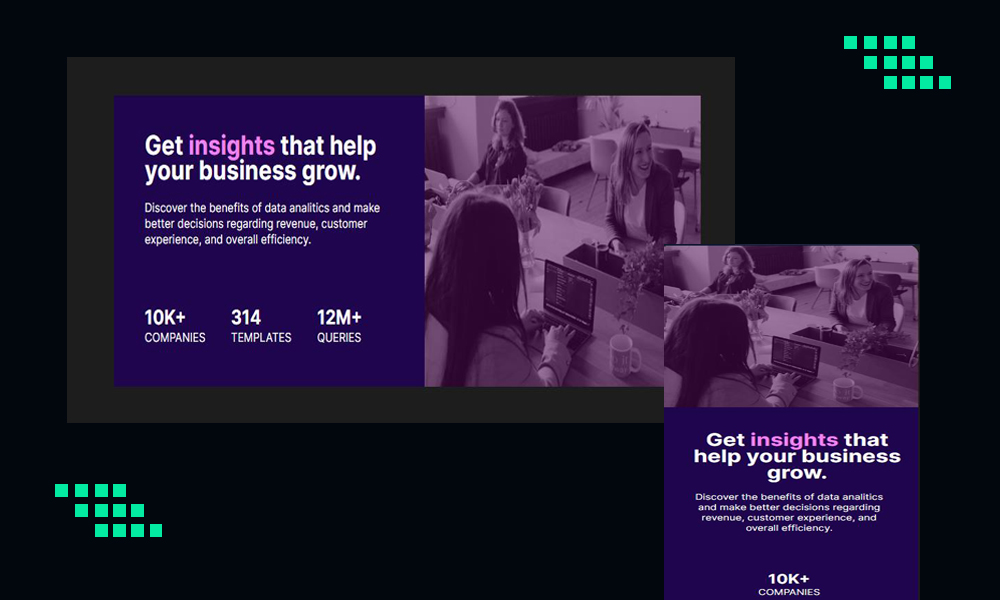 Get insights that help
your business grow.
Discover the benefits of data analitics and make
better decisions regarding revenue, customer
experience, and overall efficiency.
10K+ 314 12M+
COMPANIES TEMPLATES QUERIES
Get insights that
help your business
grow.
Discover the benefits of data analitics
and make better decisions regarding
revenue, customer experience, and
overall efficiency.
10K+
COMPANIES